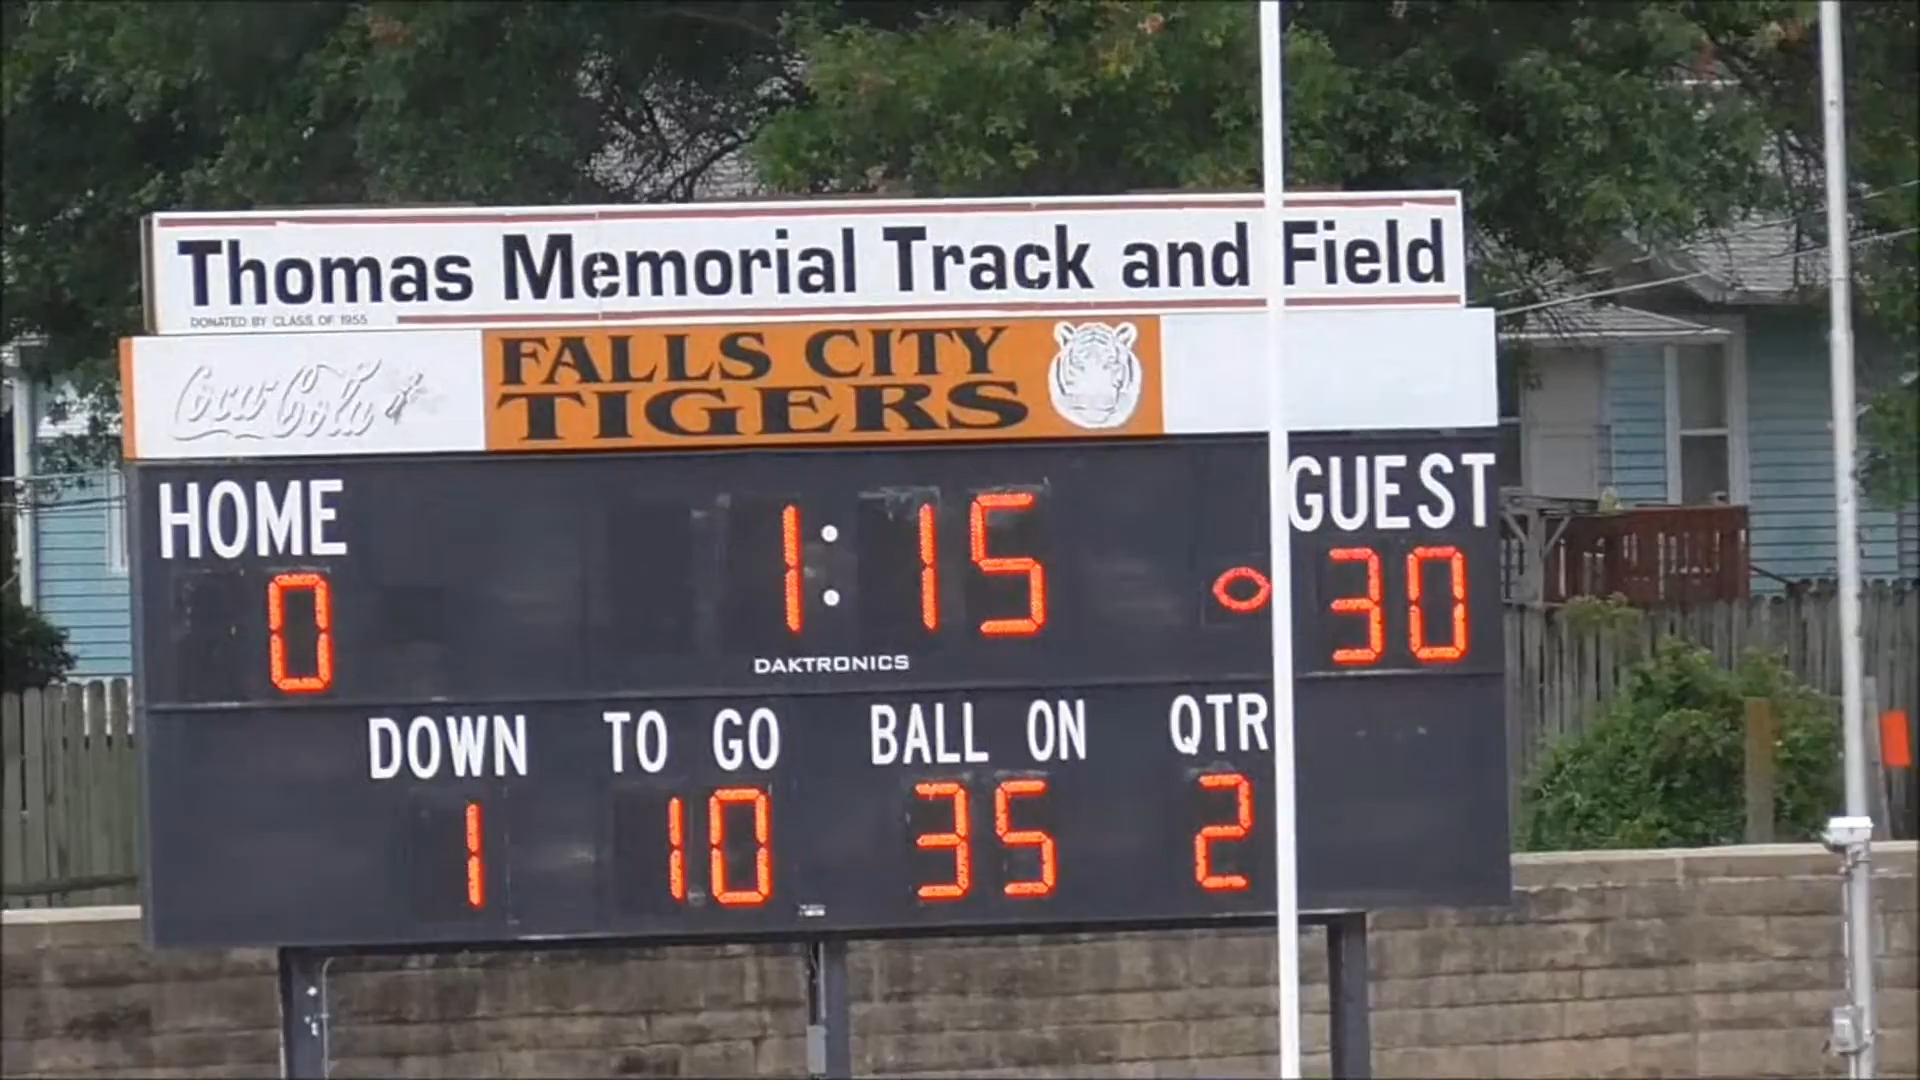 Thomas Memorial Track and Field
DONATED BY CLASS OF 1955
Coca-Cola
FALLS CITY
TIGERS
HOME 1:15 GUEST
0 30
DAKTRONICS
DOWN TO GO BALL ON QTR
1 10 35 2